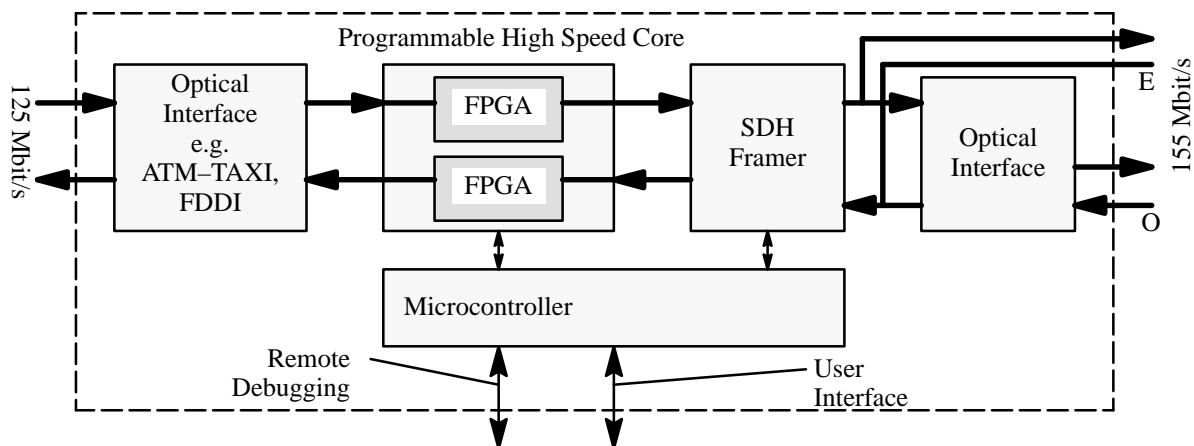 Programmable High Speed Core
125 Mbit/s
Optical
Interface
e.g.
ATM–TAXI,
FDDI
FPGA
FPGA
SDH
Framer
Optical
Interface
E
O
155 Mbit/s
Microcontroller
Remote
Debugging
User
Interface